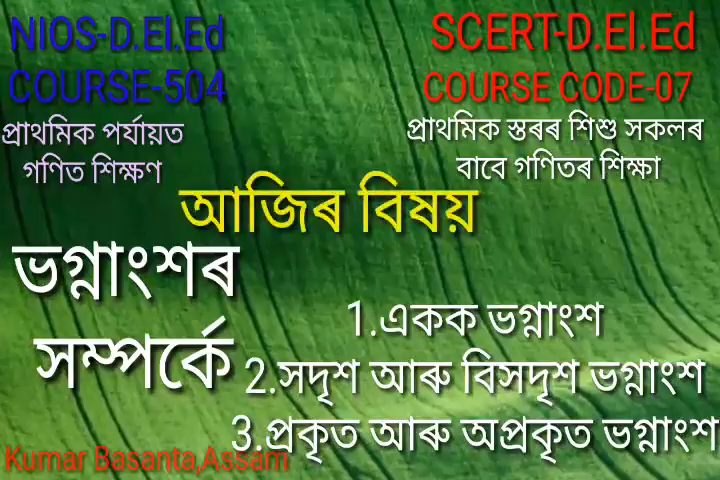 NIOS-D.El.Ed
COURSE-504
প্ৰাথমিক পৰ্যায়ত
গণিত শিক্ষণ
SCERT-D.El.Ed
COURSE CODE-07
প্ৰাথমিক স্তৰৰ শিশু সকলৰ
বাবে গণিতৰ শিক্ষা
আজিৰ বিষয়
ভগ্নাংশৰ
সম্পৰ্কে
1.একক ভগ্নাংশ
2.সদৃশ আৰু বিসদৃশ ভগ্নাংশ
3.প্ৰকৃত আৰু অপ্ৰকৃত ভগ্নাংশ
Kumar Basanta,Assam